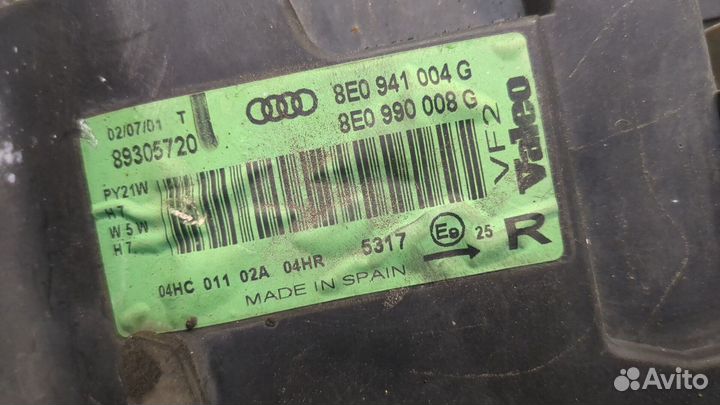 02/07/01 T
89305720
8E0 941 004 G
8E0 990 008 G
VF2
Valeo
PY21W
H7
W5W
H7
04HC 011 02A 04HR
5317
E9
25
R
MADE IN SPAIN
Avito